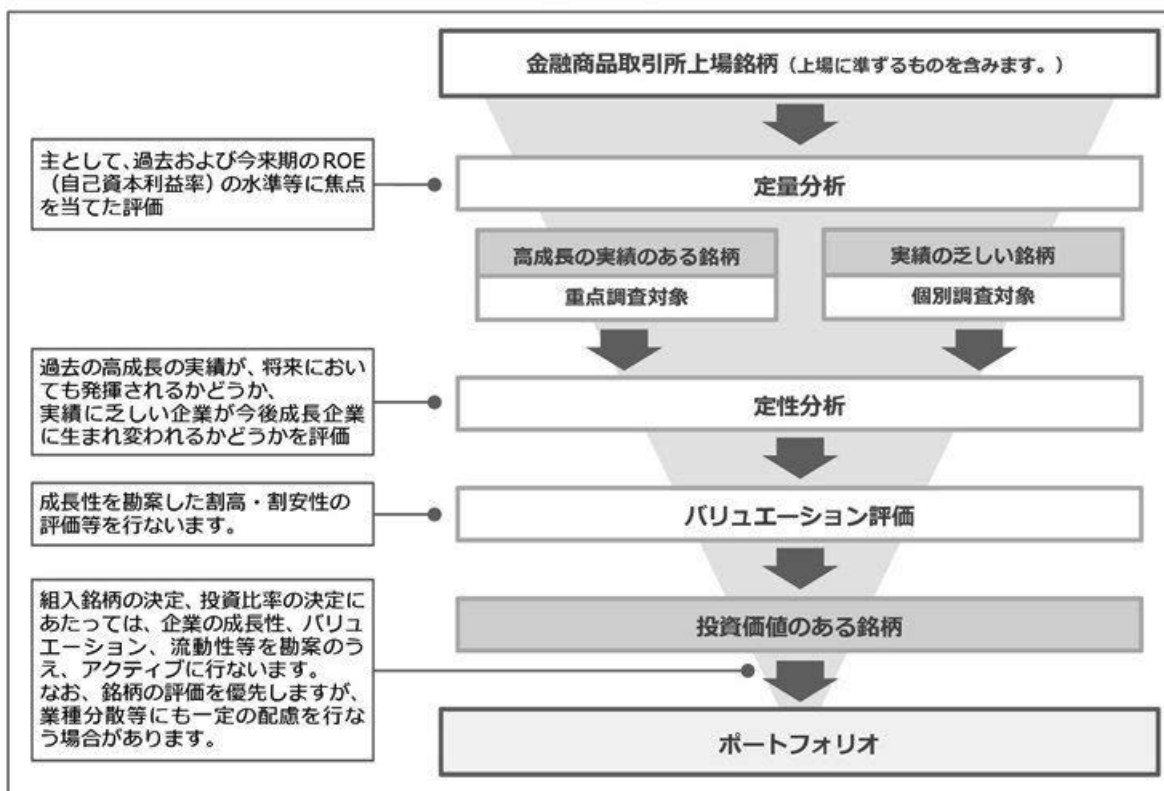 金融商品取引所上場銘柄（上場に準ずるものを含みます。）
主として、過去および今来期のROE
（自己資本利益率）の水準等に焦点
を当てた評価
定量分析
高成長の実績のある銘柄
重点調査対象
実績の乏しい銘柄
個別調査対象
過去の高成長の実績が、将来におい
ても発揮されるかどうか、
実績に乏しい企業が今後成長企業
に生まれ変われるかどうかを評価
定性分析
成長性を勘案した割高・割安性の
評価等を行ないます。
バリュエーション評価
投資価値のある銘柄
組入銘柄の決定、投資比率の決定に
あたっては、企業の成長性、バリュ
エーション、流動性等を勘案のう
え、アクティブに行ないます。
なお、銘柄の評価を優先しますが、
業種分散等にも一定の配慮を行な
う場合があります。
ポートフォリオ